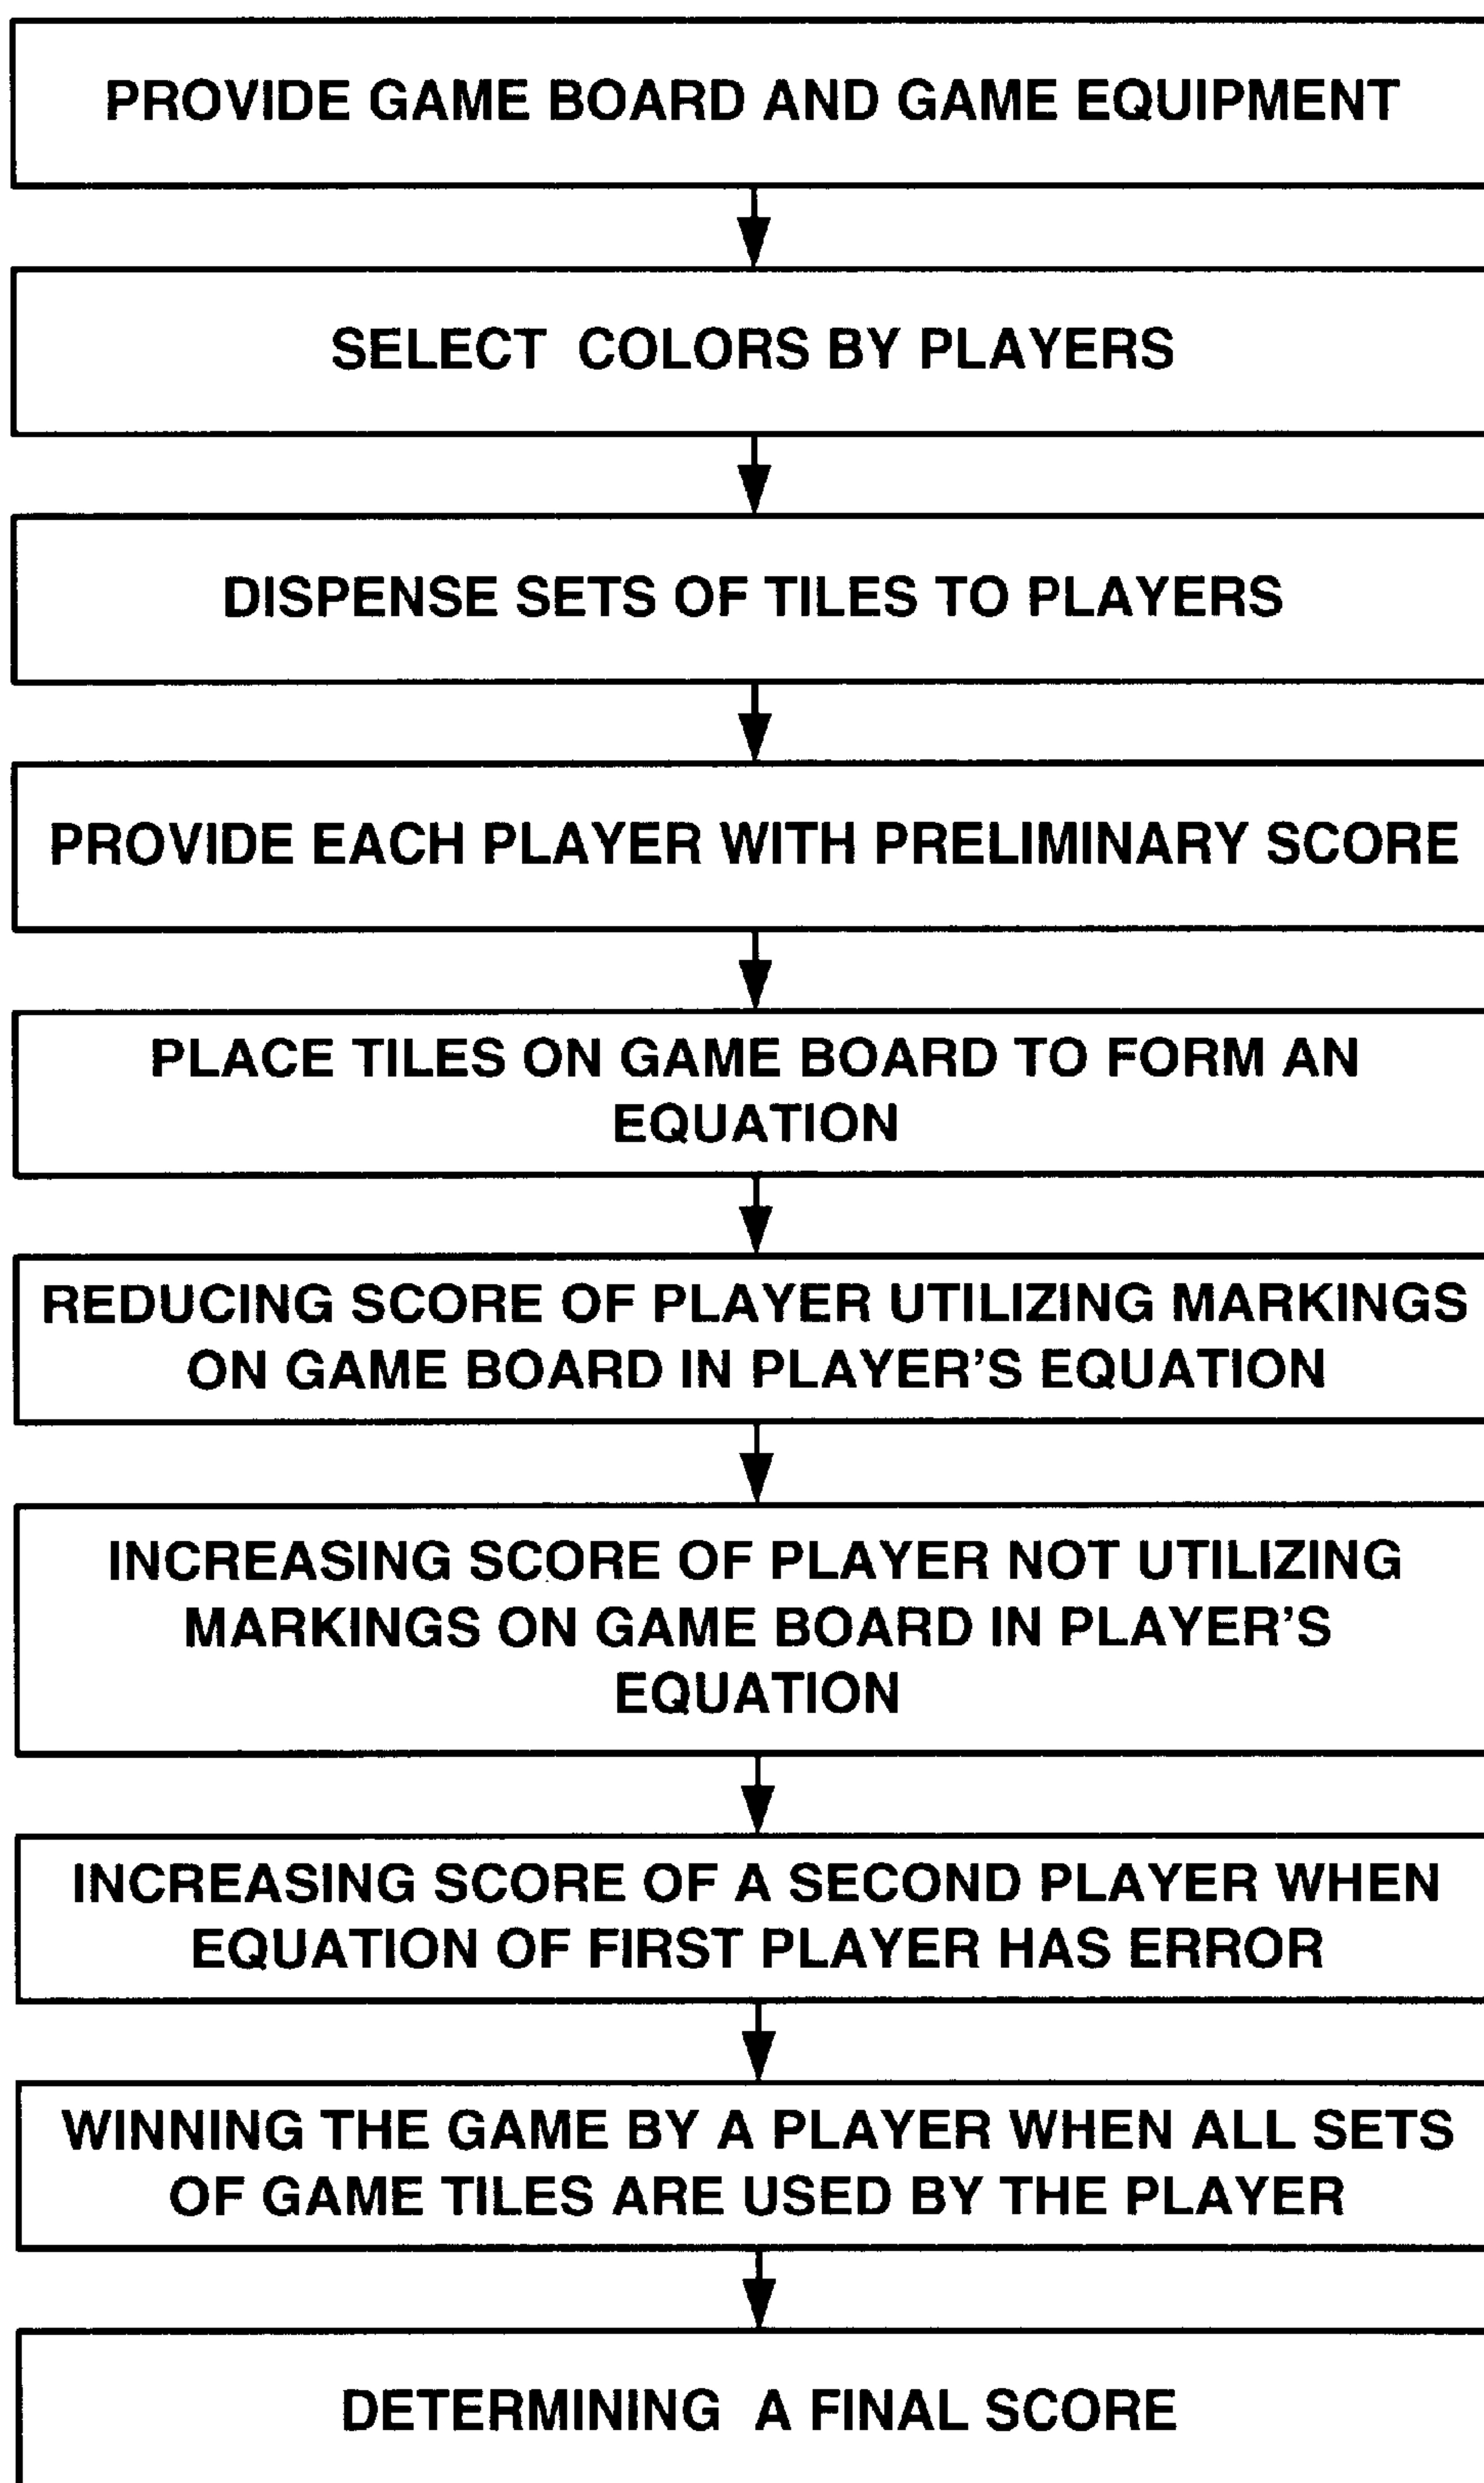 PROVIDE GAME BOARD AND GAME EQUIPMENT
SELECT COLORS BY PLAYERS
DISPENSE SETS OF TILES TO PLAYERS
PROVIDE EACH PLAYER WITH PRELIMINARY SCORE
PLACE TILES ON GAME BOARD TO FORM AN
EQUATION
REDUCING SCORE OF PLAYER UTILIZING MARKINGS
ON GAME BOARD IN PLAYER'S EQUATION
INCREASING SCORE OF PLAYER NOT UTILIZING
MARKINGS ON GAME BOARD IN PLAYER'S
EQUATION
INCREASING SCORE OF A SECOND PLAYER WHEN
EQUATION OF FIRST PLAYER HAS ERROR
WINNING THE GAME BY A PLAYER WHEN ALL SETS
OF GAME TILES ARE USED BY THE PLAYER
DETERMINING A FINAL SCORE